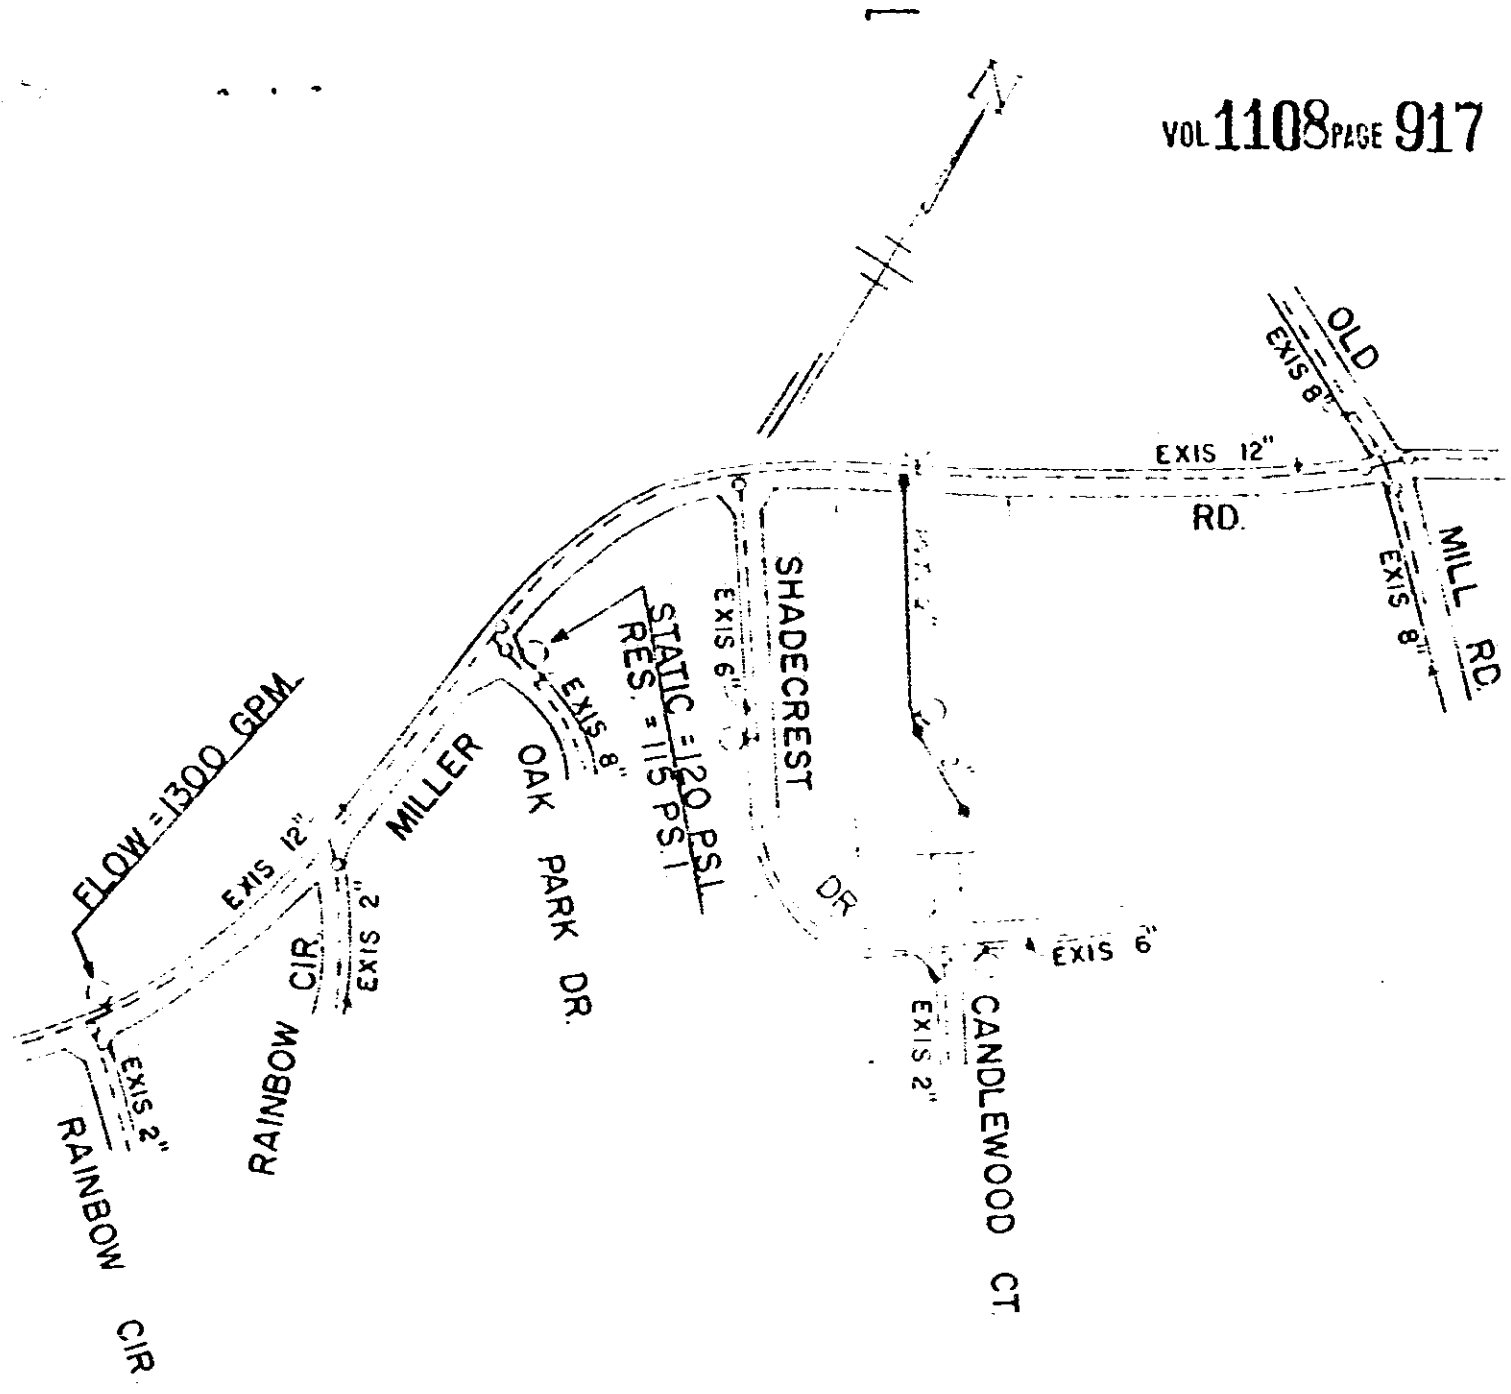 N
VOL 1108 PAGE 917
OLD
EXIS 8"
EXIS 12"
RD.
MILL RD.
EXIS 8"
SHADECREST
EXIS 6"
STATIC = 120 P.S.I.
RES. = 115 P.S.I
EXIS 8"
OAK PARK DR.
MILLER
FLOW = 1300 GPM
EXIS 12"
EXIS 2"
RAINBOW CIR.
DR
EXIS 6"
EXIS 2"
CANDLEWOOD CT.
EXIS 2"
RAINBOW CIR.